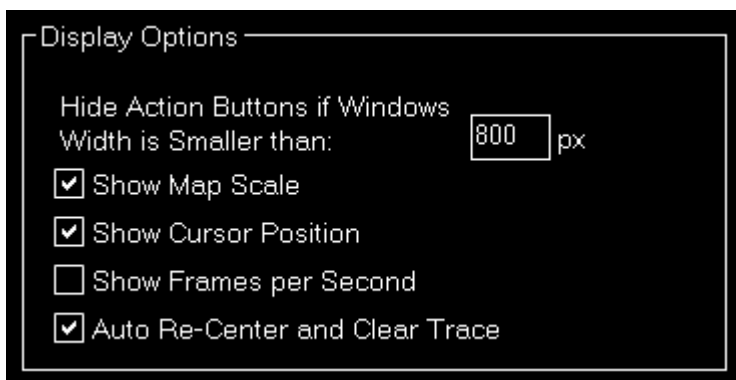 Display Options
Hide Action Buttons if Windows
Width is Smaller than: 800 px
Show Map Scale
Show Cursor Position
Show Frames per Second
Auto Re-Center and Clear Trace